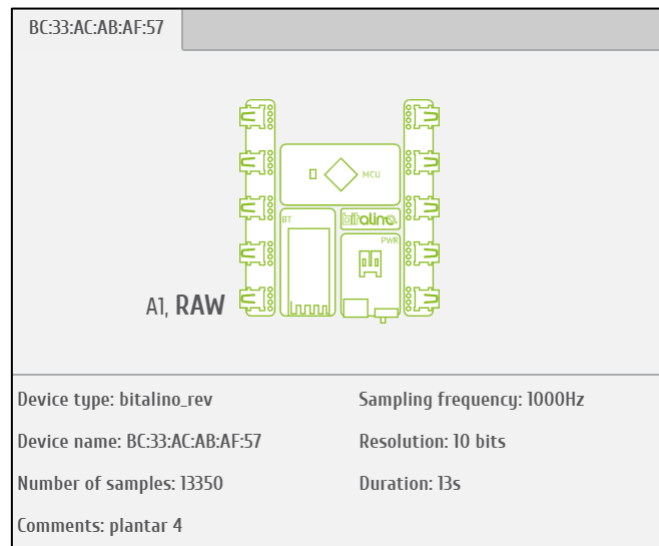 BC:33:AC:AB:AF:57
MCU
BT
bitalino
PWR
A1, RAW
Device type: bitalino_rev
Sampling frequency: 1000Hz
Device name: BC:33:AC:AB:AF:57
Resolution: 10 bits
Number of samples: 13350
Duration: 13s
Comments: plantar 4